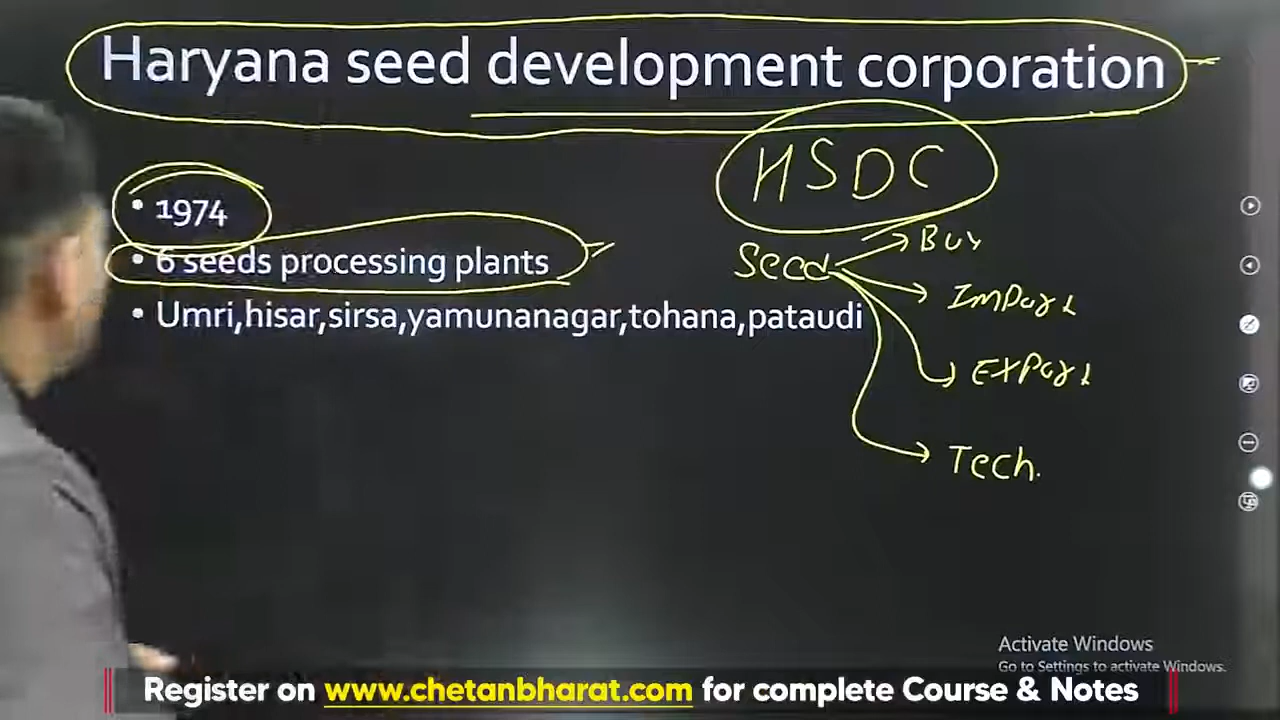 Haryana seed development corporation
HSDC
• 1974
• 6 seeds processing plants
• Umri,hisar,sirsa,yamunanagar,tohana,pataudi
Seed
Buy
Import
Export
Tech.
Activate Windows
Go to Settings to activate Windows.
Register on www.chetanbharat.com for complete Course & Notes